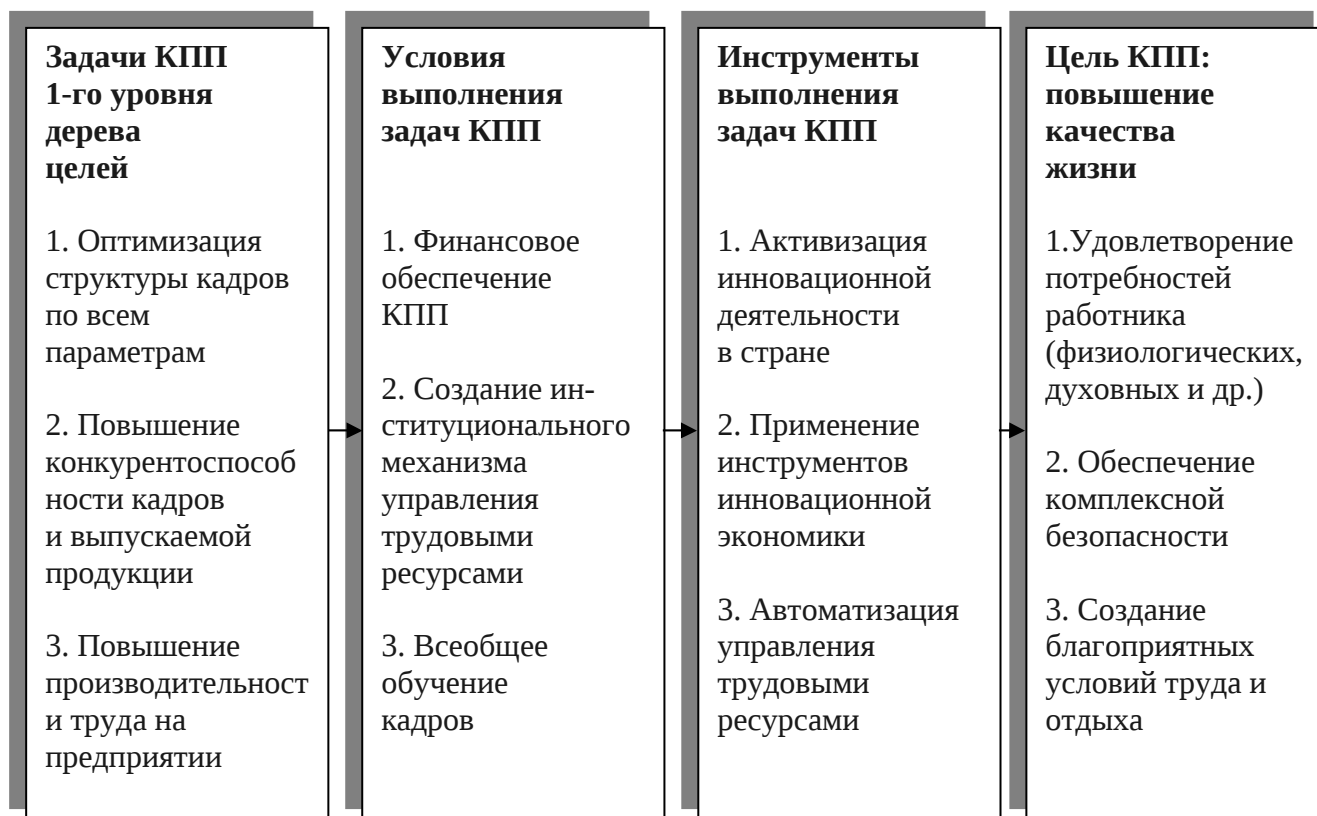 Задачи КПП
1-го уровня
дерева
целей
1. Оптимизация
структуры кадров
по всем
параметрам
2. Повышение
конкурентоспособ
ности кадров
и выпускаемой
продукции
3. Повышение
производительност
и труда на
предприятии
Условия
выполнения
задач КПП
1. Финансовое
обеспечение
КПП
2. Создание ин-
ституционального
механизма
управления
трудовыми
ресурсами
3. Всеобщее
обучение
кадров
Инструменты
выполнения
задач КПП
1. Активизация
инновационной
деятельности
в стране
2. Применение
инструментов
инновационной
экономики
3. Автоматизация
управления
трудовыми
ресурсами
Цель КПП:
повышение
качества
жизни
1.Удовлетворение
потребностей
работника
(физиологических,
духовных и др.)
2. Обеспечение
комплексной
безопасности
3. Создание
благоприятных
условий труда и
отдыха